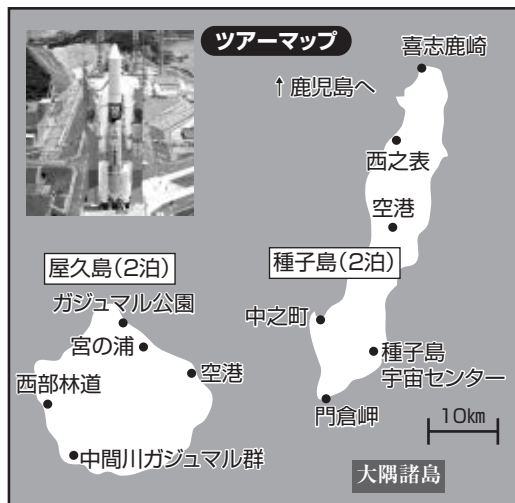 ツアーマップ
喜志鹿崎
↑鹿児島へ
西之表
空港
屋久島(2泊)
種子島(2泊)
ガジュマル公園
中之町
宮の浦
種子島
宇宙センター
空港
西部林道
門倉岬
10km
中間川ガジュマル群
大隅諸島